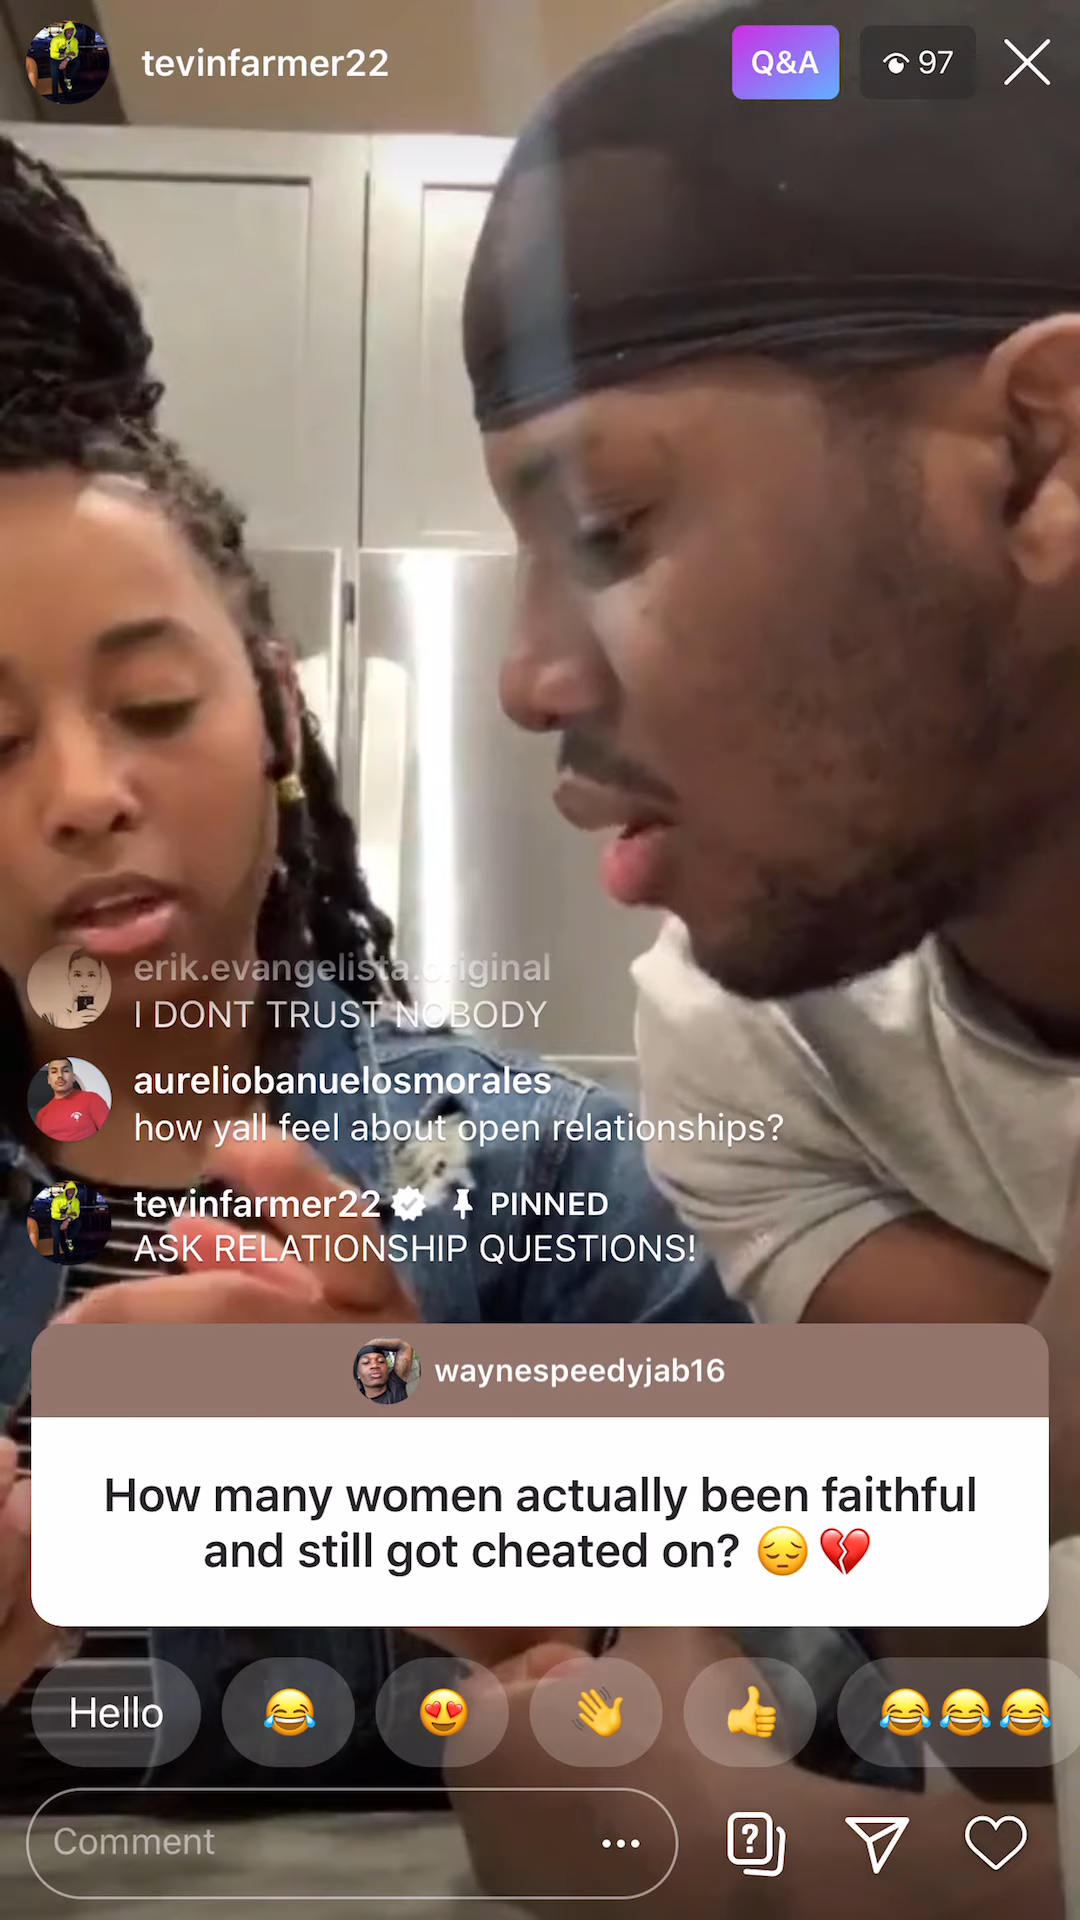 tevinfarmer22
Q&A
97
erik.evangelista.original
I DONT TRUST NOBODY
aureliobanuelosmorales
how yall feel about open relationships?
tevinfarmer22 PINNED
ASK RELATIONSHIP QUESTIONS!
waynespeedyjab16
How many women actually been faithful
and still got cheated on? 😔 💔
Hello 😂 😍 👋 👍 😂 😂 😂
Comment